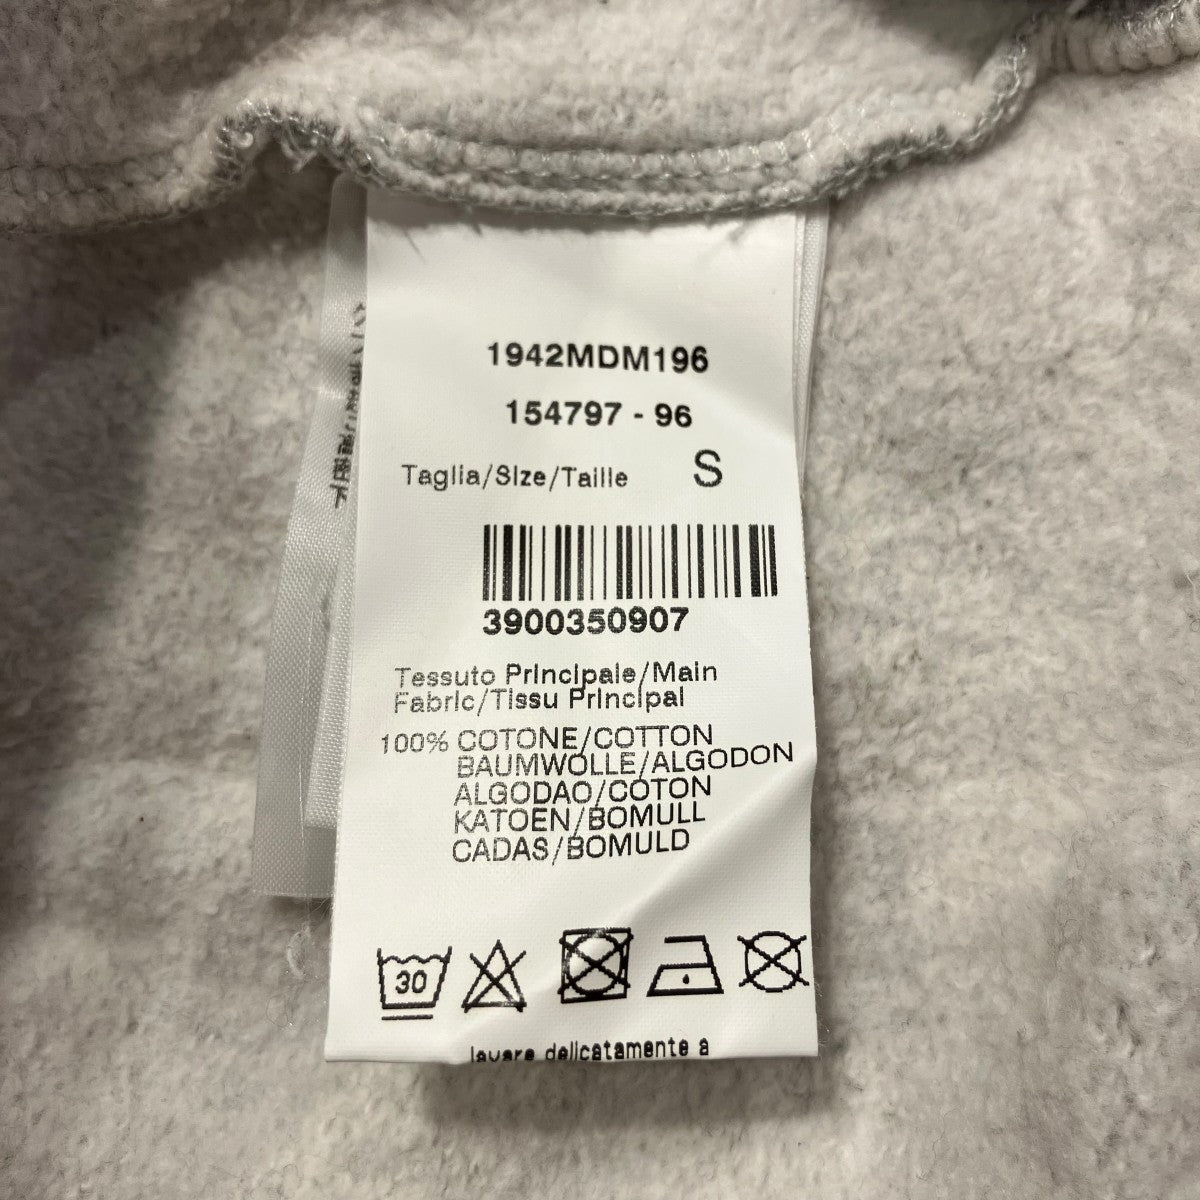 1942MDM196
154797 - 96
Taglia/Size/Taille S
3900350907
Tessuto Principale/Main
Fabric/Tissu Principal
100% COTONE/COTTON
BAUMWOLLE/ALGODON
ALGODAO/COTON
KATOEN/BOMULL
CADAS/BOMULD
30
lavare delicatamente a